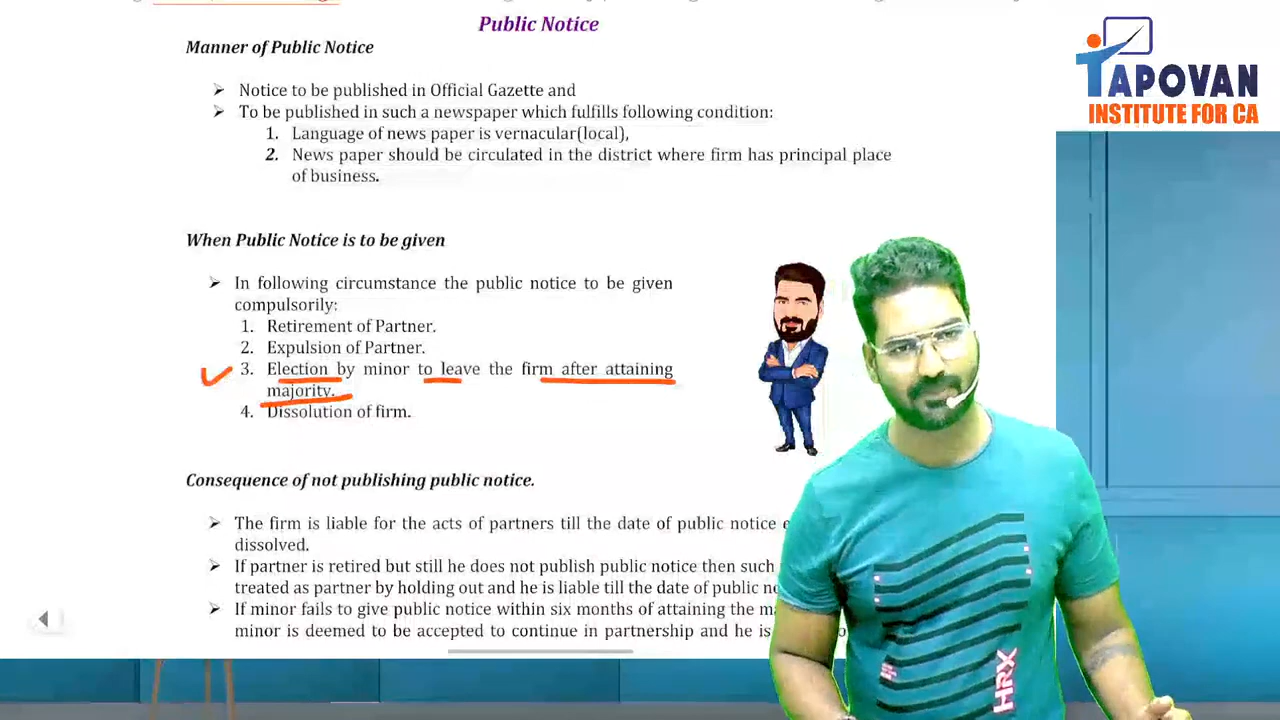 Public Notice
Manner of Public Notice
➢ Notice to be published in Official Gazette and
➢ To be published in such a newspaper which fulfills following condition:
1. Language of news paper is vernacular(local),
2. News paper should be circulated in the district where firm has principal place
of business.
When Public Notice is to be given
➢ In following circumstance the public notice to be given
compulsorily:
1. Retirement of Partner.
2. Expulsion of Partner.
3. Election by minor to leave the firm after attaining
majority.
4. Dissolution of firm.
Consequence of not publishing public notice.
➢ The firm is liable for the acts of partners till the date of public notice
dissolved.
➢ If partner is retired but still he does not publish public notice then such
treated as partner by holding out and he is liable till the date of public
➢ If minor fails to give public notice within six months of attaining the
minor is deemed to be accepted to continue in partnership and he is
TAPOVAN
INSTITUTE FOR CA
HRX